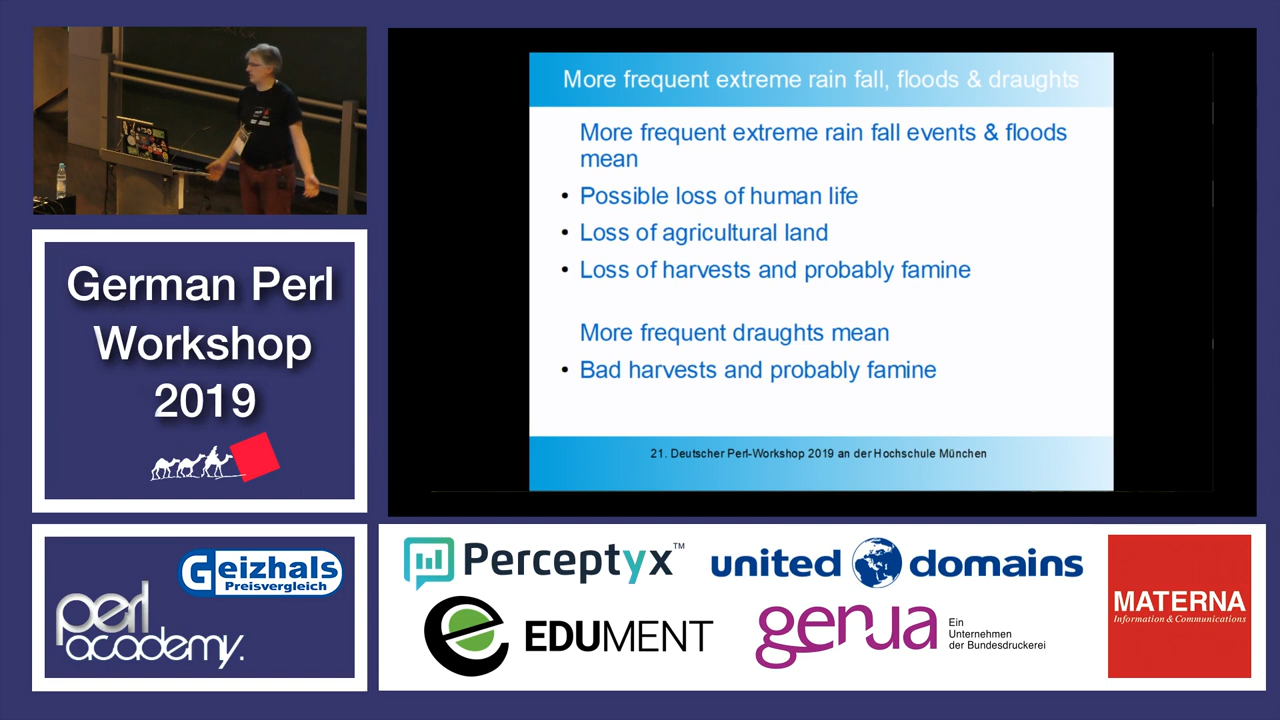 More frequent extreme rain fall, floods & draughts
More frequent extreme rain fall events & floods
mean
• Possible loss of human life
• Loss of agricultural land
• Loss of harvests and probably famine
More frequent draughts mean
• Bad harvests and probably famine
21. Deutscher Perl-Workshop 2019 an der Hochschule München
German Perl
Workshop
2019
Geizhals
Preisvergleich
perl
academy.
Perceptyx™
united domains
EDUMENT
genua
Ein
Unternehmen
der Bundesdruckerei
MATERNA
Information & Communications